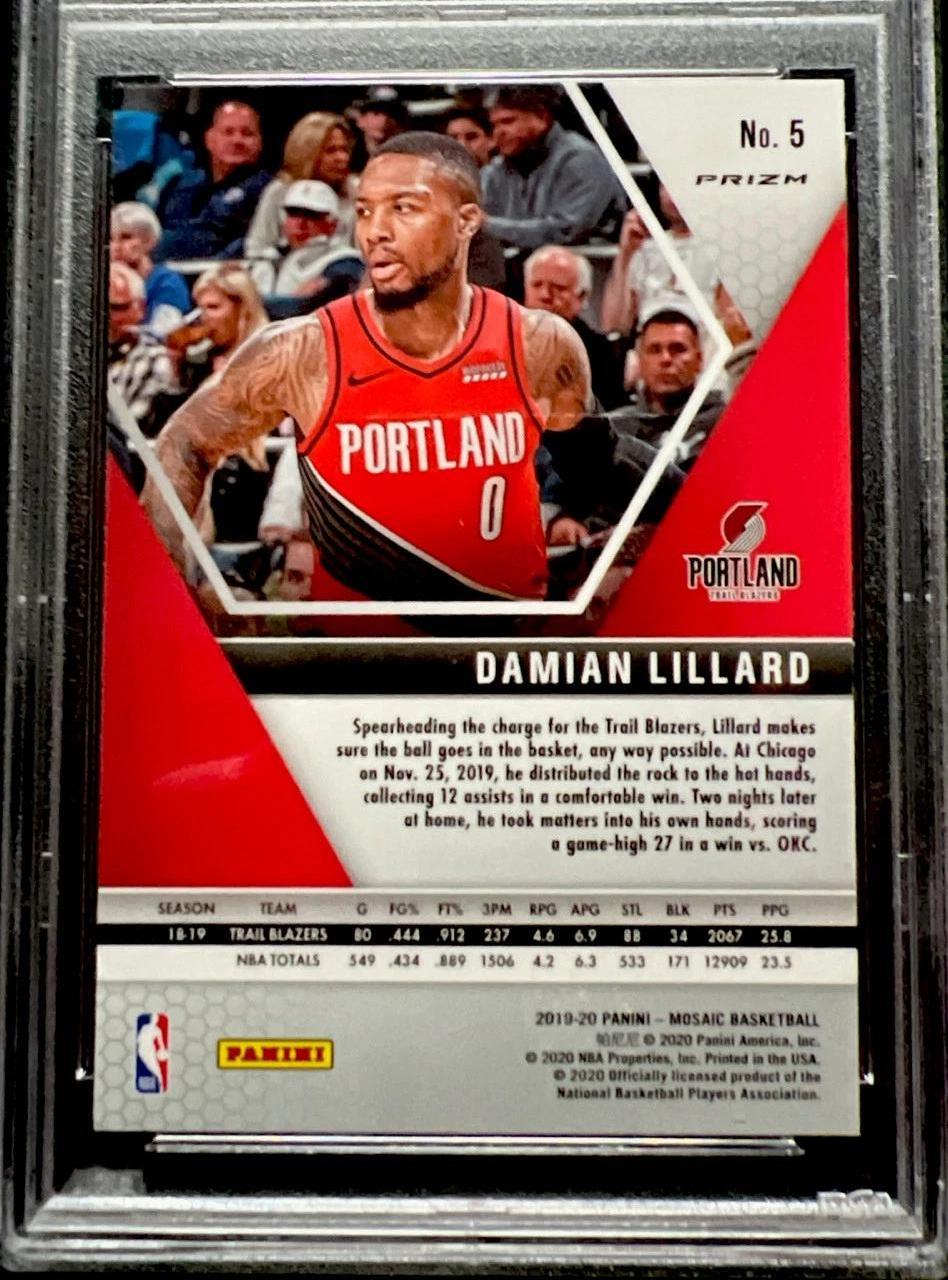 No. 5
PRIZM
PORTLAND
0
PORTLAND
TRAIL BLAZERS
DAMIAN LILLARD
Spearheading the charge for the Trail Blazers, Lillard makes
sure the ball goes in the basket, any way possible. At Chicago
on Nov. 25, 2019, he distributed the rock to the hot hands,
collecting 12 assists in a comfortable win. Two nights later
at home, he took matters into his own hands, scoring
a game-high 27 in a win vs. OKC.
SEASON TEAM G FG% FT% 3PM RPG APG STL BLK PTS PPG
18-19 TRAIL BLAZERS 80 .444 .912 237 4.6 6.9 88 34 2067 25.8
NBA TOTALS 549 .434 .889 1506 4.2 6.3 533 171 12909 23.5
2019-20 PANINI – MOSAIC BASKETBALL
帕尼尼 © 2020 Panini America, Inc.
© 2020 NBA Properties, Inc. Printed in the USA.
© 2020 Officially licensed product of the
National Basketball Players Association.
PANINI
PSA